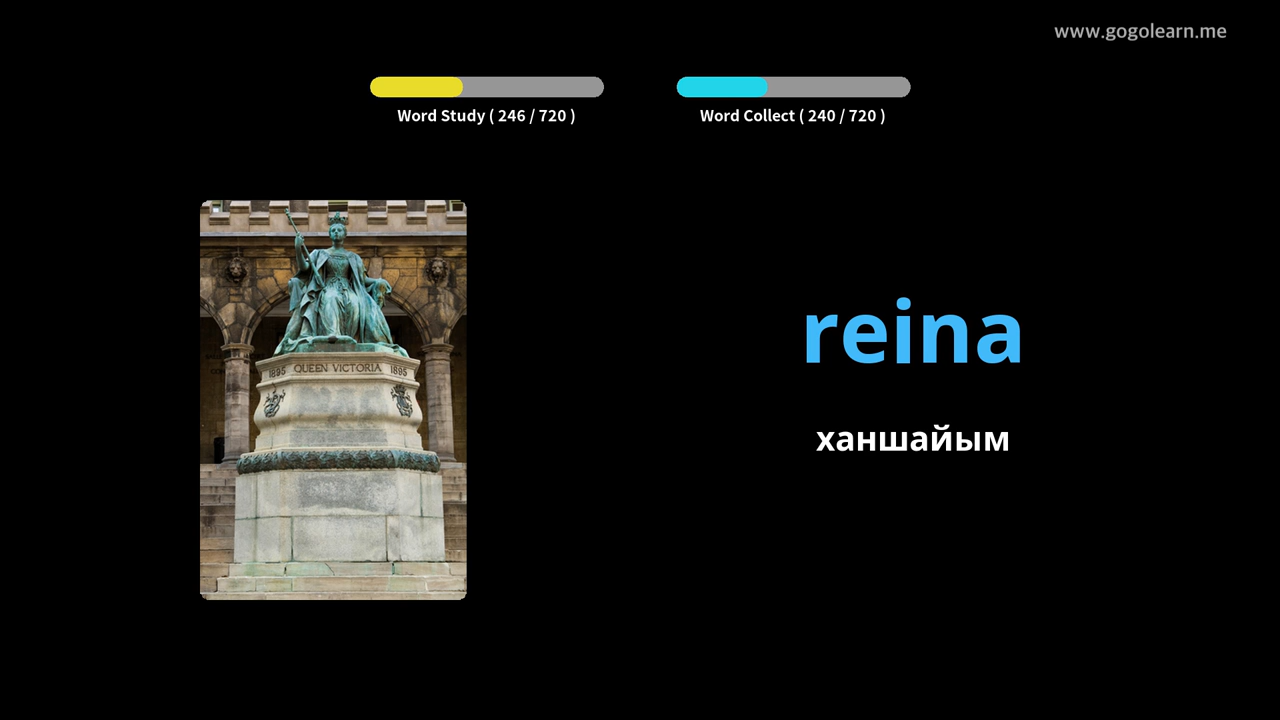 www.gogolearn.me
Word Study ( 246 / 720 )
Word Collect ( 240 / 720 )
1895 QUEEN VICTORIA 1895
reina
ханшайым